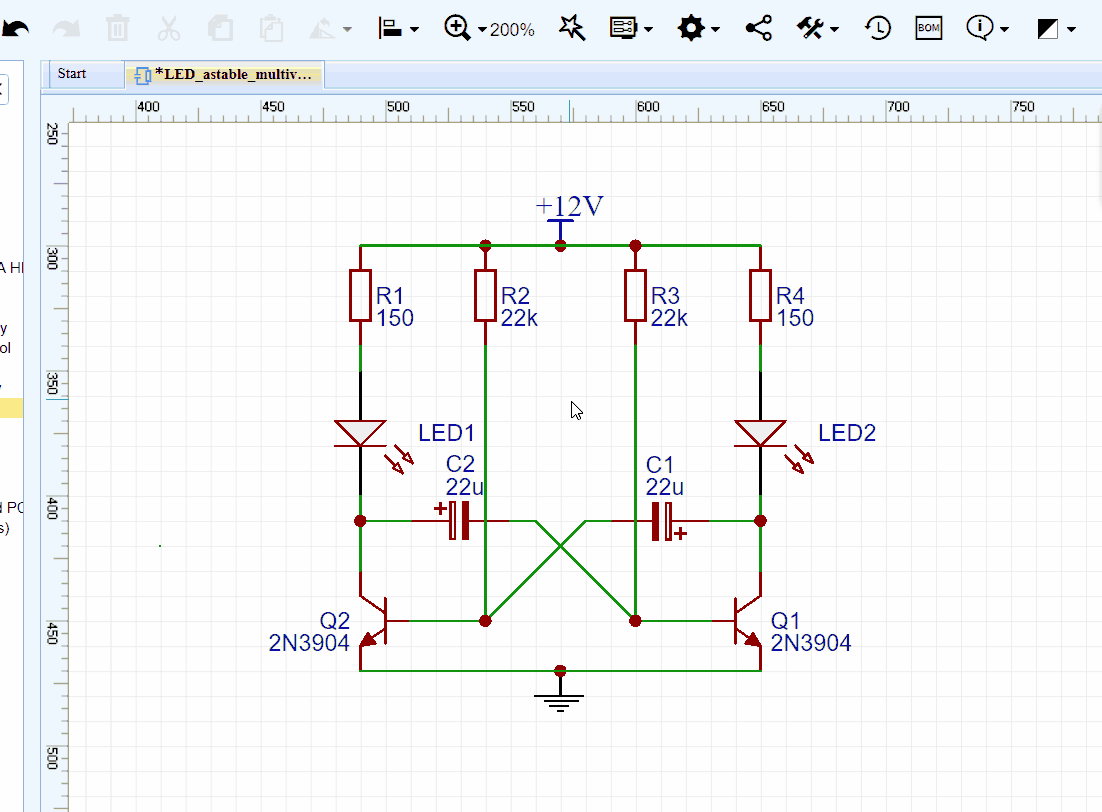 200%
BOM
Start
*LED_astable_multiv...
400 450 500 550 600 650 700 750
250
300
350
400
450
500
+12V
R1
150
R2
22k
R3
22k
R4
150
LED1
LED2
C2
22u
C1
22u
+
+
Q2
2N3904
Q1
2N3904
A H
y
ol
d PC
s)